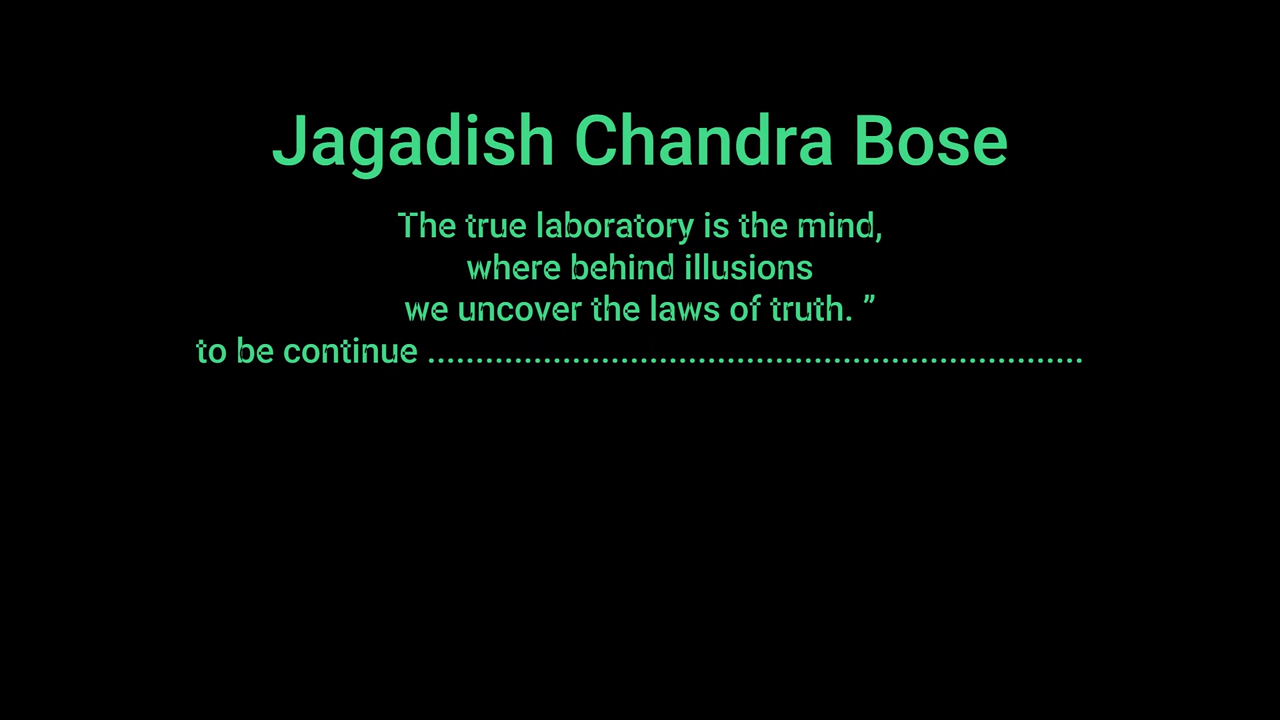 Jagadish Chandra Bose
The true laboratory is the mind,
where behind illusions
we uncover the laws of truth. ”
to be continue ....................................................................